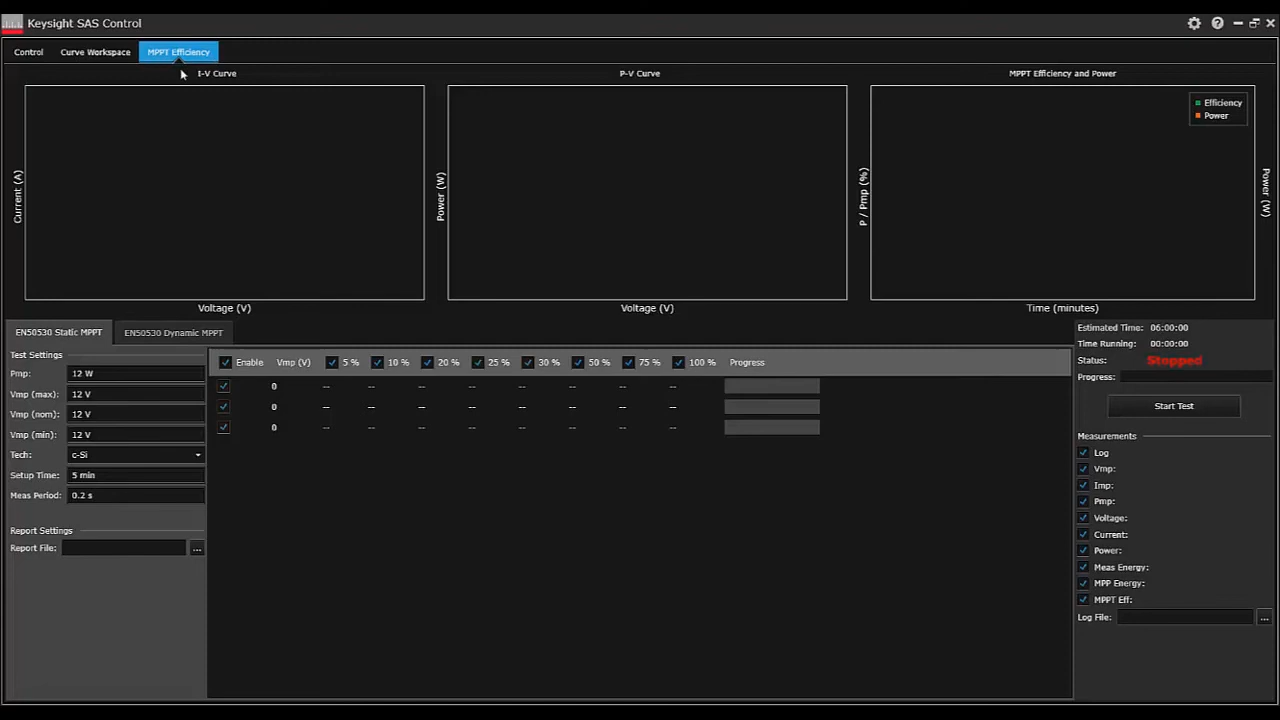 Keysight SAS Control
Control Curve Workspace MPPT Efficiency
I-V Curve
Current (A)
Voltage (V)
P-V Curve
Power (W)
Voltage (V)
MPPT Efficiency and Power
Efficiency
Power
P / Pmp (%)
Power (W)
Time (minutes)
EN50530 Static MPPT EN50530 Dynamic MPPT
Test Settings
Pmp: 12 W
Vmp (max): 12 V
Vmp (nom): 12 V
Vmp (min): 12 V
Tech: c-Si
Setup Time: 5 min
Meas Period: 0.2 s
Report Settings
Report File: ...
Enable Vmp (V) 5 % 10 % 20 % 25 % 30 % 50 % 75 % 100 % Progress
0 -- -- -- -- -- -- -- --
0 -- -- -- -- -- -- -- --
0 -- -- -- -- -- -- -- --
Estimated Time: 06:00:00
Time Running: 00:00:00
Status: Stopped
Progress:
Start Test
Measurements
Log
Vmp:
Imp:
Pmp:
Voltage:
Current:
Power:
Meas Energy:
MPP Energy:
MPPT Eff:
Log File: ...